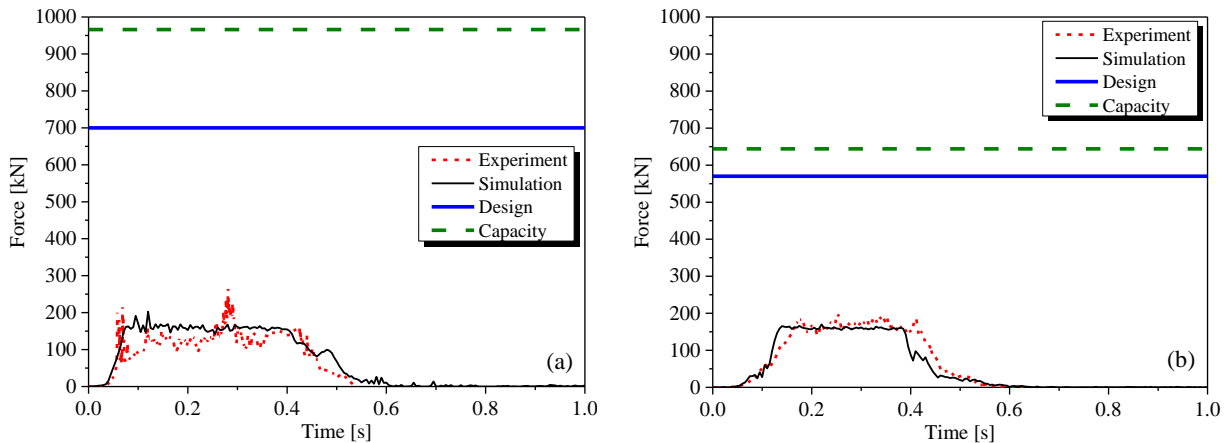 1000
900
800
700
600
500
400
300
200
100
0
Force [kN]
Experiment
Simulation
Design
Capacity
(a)
0.0 0.2 0.4 0.6 0.8 1.0
Time [s]
1000
900
800
700
600
500
400
300
200
100
0
Force [kN]
Experiment
Simulation
Design
Capacity
(b)
0.0 0.2 0.4 0.6 0.8 1.0
Time [s]